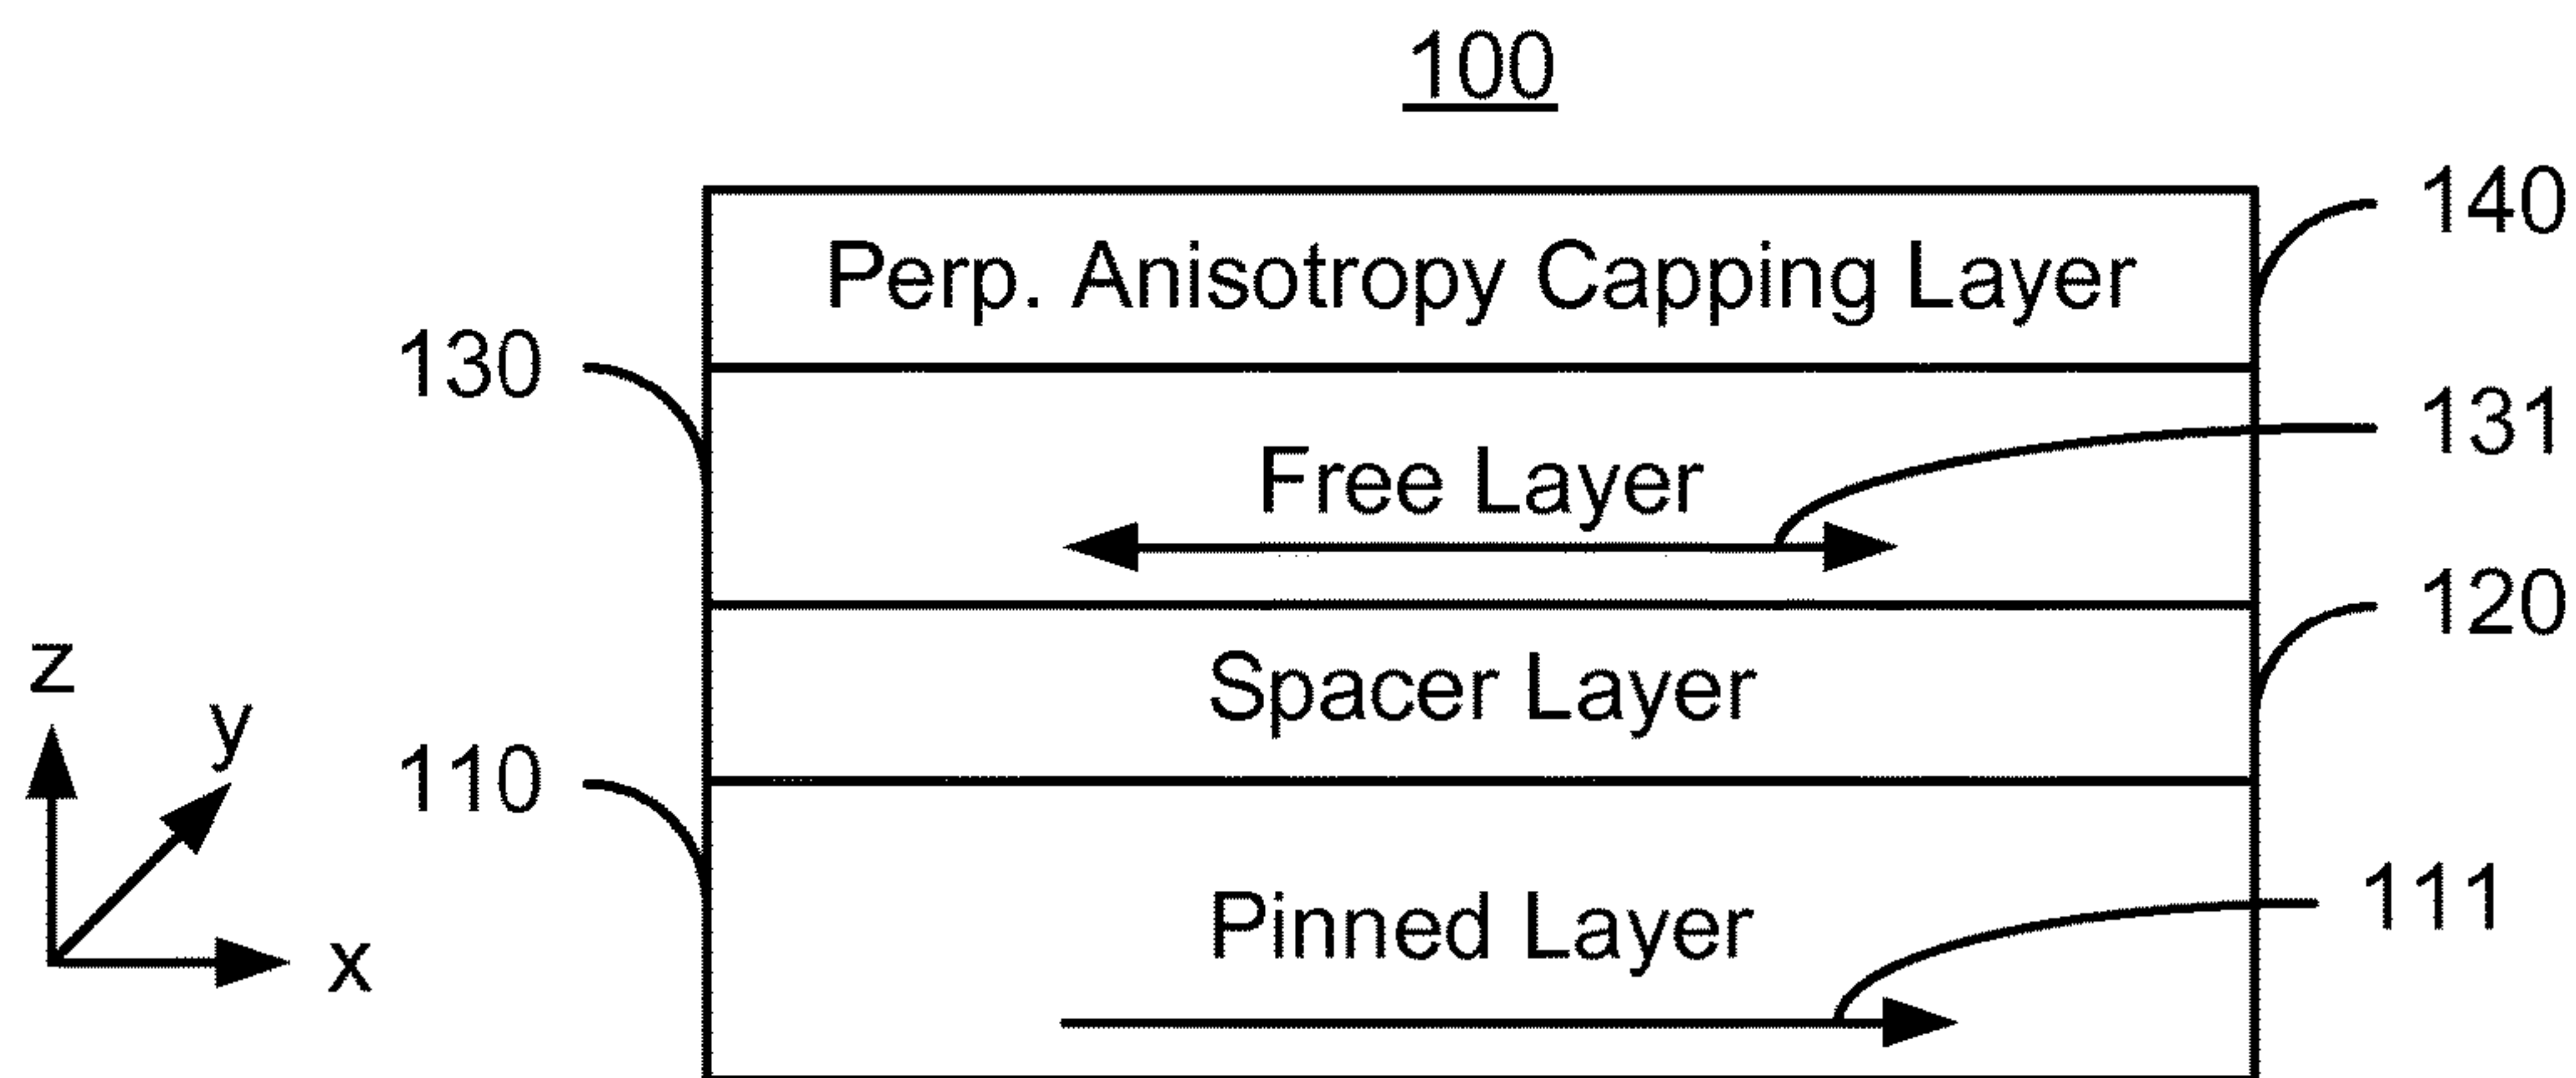 100
140
Perp. Anisotropy Capping Layer
130
131
Free Layer
120
z
Spacer Layer
y
110
111
Pinned Layer
x